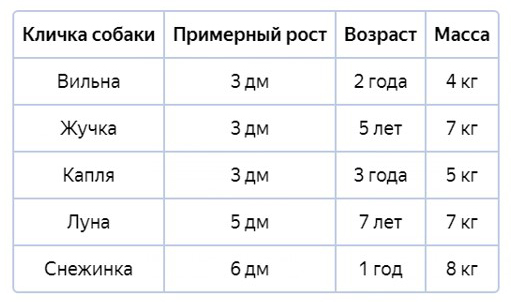 Кличка собаки Примерный рост Возраст Масса
Вильна 3 дм 2 года 4 кг
Жучка 3 дм 5 лет 7 кг
Капля 3 дм 3 года 5 кг
Луна 5 дм 7 лет 7 кг
Снежинка 6 дм 1 год 8 кг